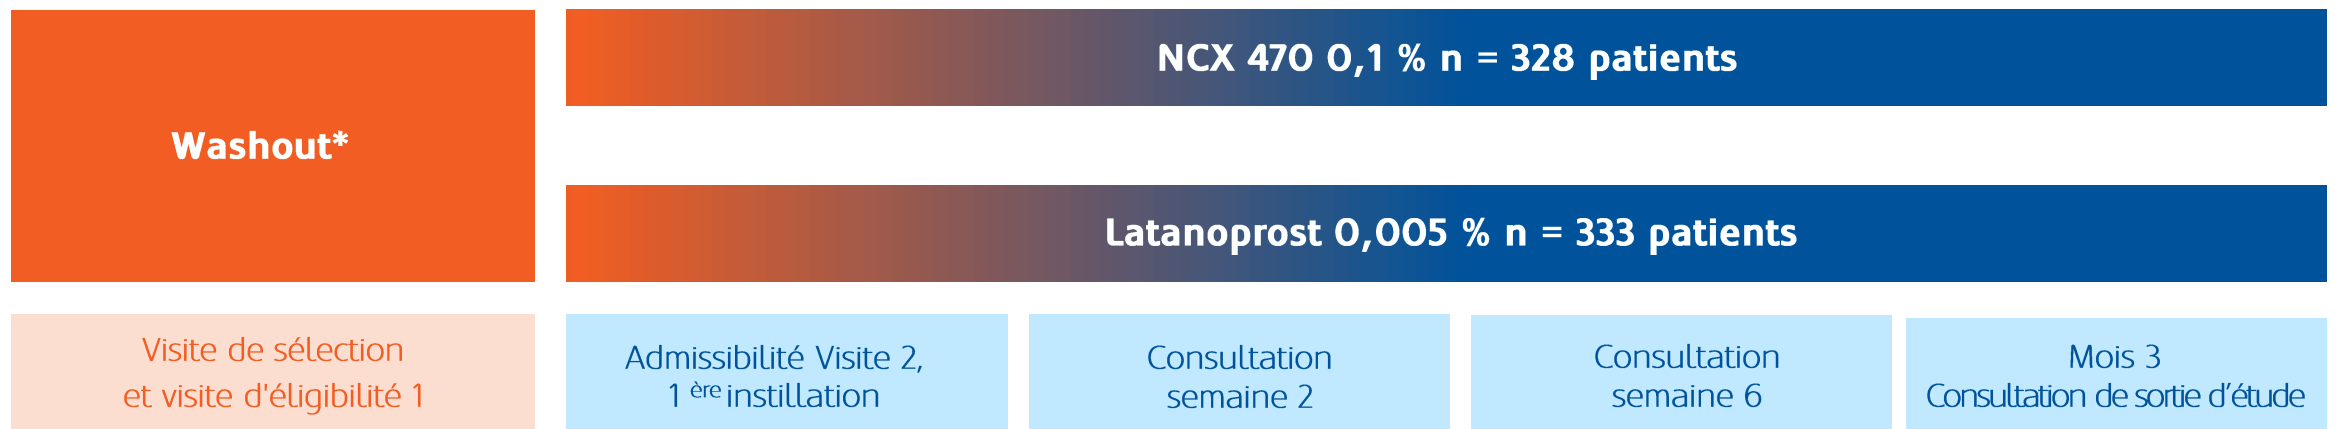 NCX 470 0,1 % n = 328 patients
Washout*
Latanoprost 0,005 % n = 333 patients
Visite de sélection
et visite d'éligibilité 1
Admissibilité Visite 2,
1 ère instillation
Consultation
semaine 2
Consultation
semaine 6
Mois 3
Consultation de sortie d’étude